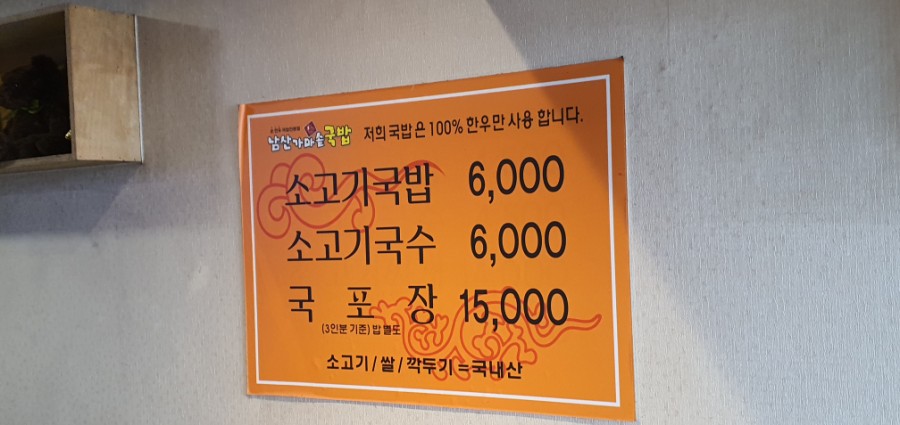 남산가마솥국밥 저희 국밥은 100% 한우만 사용 합니다.
소고기국밥 6,000
소고기국수 6,000
국 포 장 15,000
(3인분 기준) 밥 별도
소고기 / 쌀 / 깍두기 = 국내산